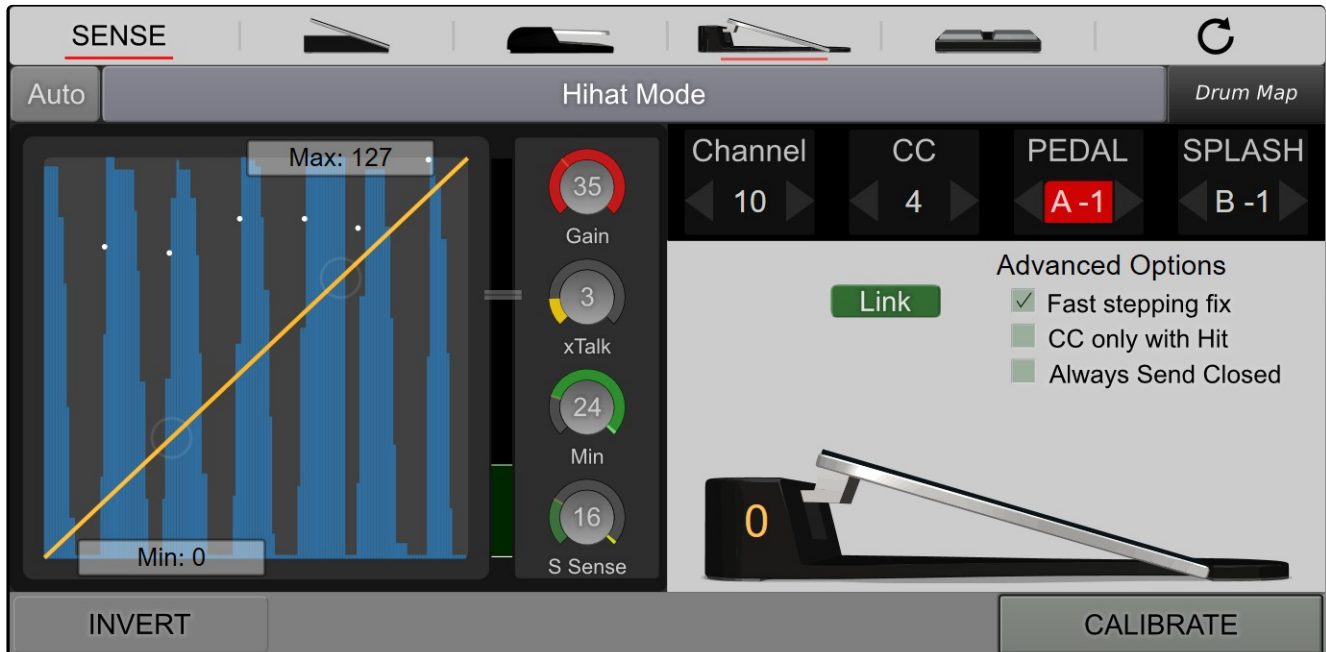 SENSE
Auto
Hihat Mode
Drum Map
Max: 127
Min: 0
35
Gain
3
xTalk
24
Min
16
S Sense
Channel
CC
PEDAL
SPLASH
10
4
A -1
B -1
Link
Advanced Options
Fast stepping fix
CC only with Hit
Always Send Closed
0
INVERT
CALIBRATE